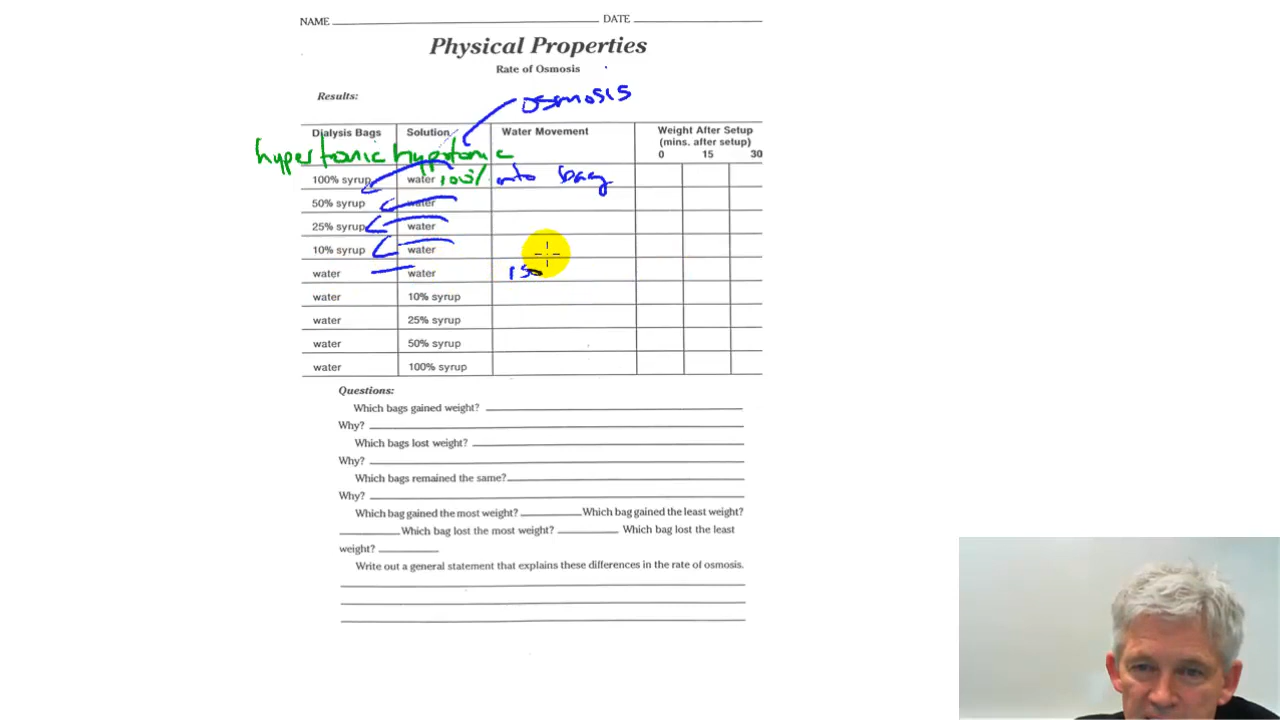 NAME DATE
Physical Properties
Rate of Osmosis
Results:
osmosis
Dialysis Bags Solution Water Movement Weight After Setup
(mins. after setup)
0 15 30
hypertonic hypotonic
100% syrup water 100% into bag
50% syrup water
25% syrup water
10% syrup water
water water iso
water 10% syrup
water 25% syrup
water 50% syrup
water 100% syrup
Questions:
Which bags gained weight?
Why?
Which bags lost weight?
Why?
Which bags remained the same?
Why?
Which bag gained the most weight? Which bag gained the least weight?
Which bag lost the most weight? Which bag lost the least
weight?
Write out a general statement that explains these differences in the rate of osmosis.